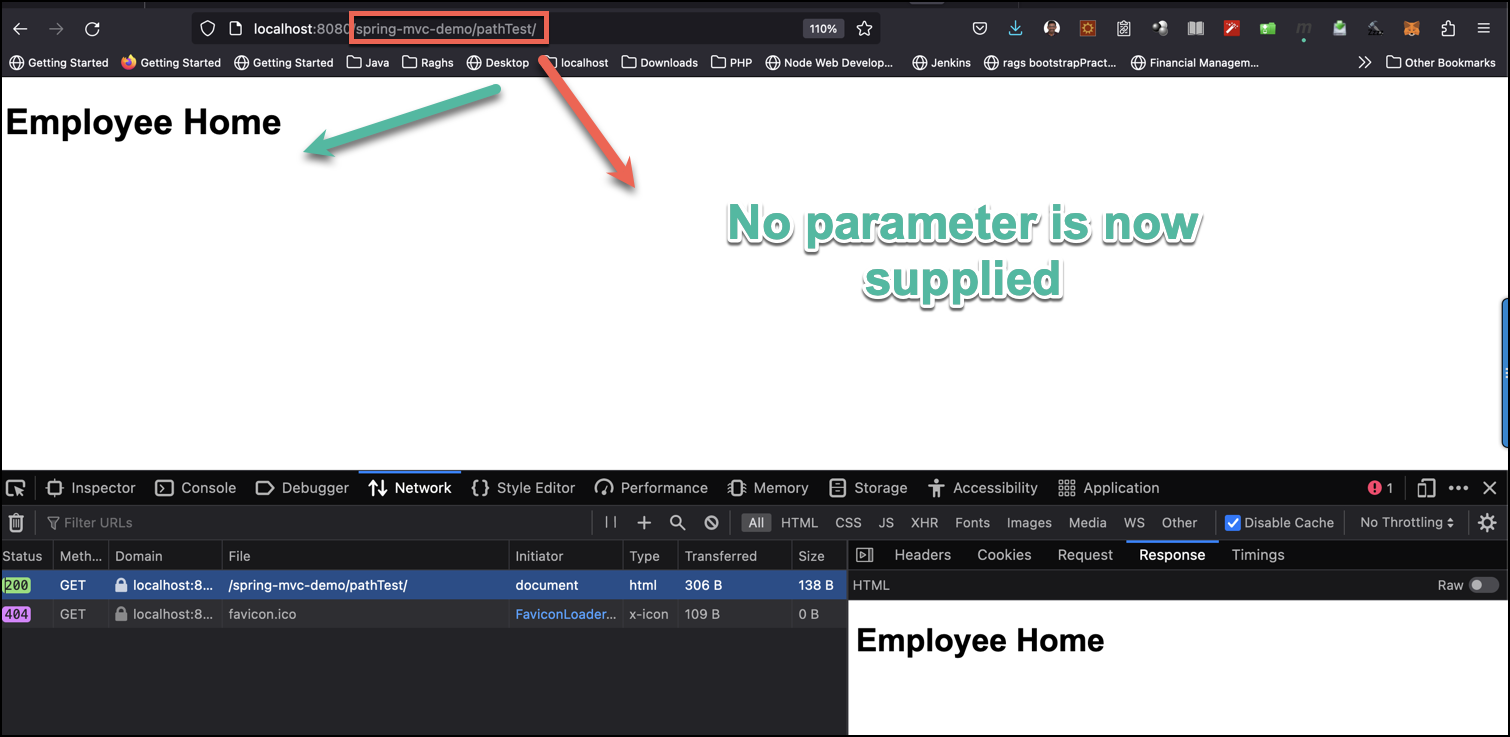 localhost:8080/spring-mvc-demo/pathTest/ 110%
Getting Started Getting Started Getting Started Java Raghs Desktop localhost Downloads PHP Node Web Develop... Jenkins rags bootstrapPract... Financial Managem... Other Bookmarks
Employee Home
No parameter is now
supplied
Inspector Console Debugger Network Style Editor Performance Memory Storage Accessibility Application 1
Filter URLs All HTML CSS JS XHR Fonts Images Media WS Other Disable Cache No Throttling
Status Meth... Domain File Initiator Type Transferred Size Headers Cookies Request Response Timings
200 GET localhost:8... /spring-mvc-demo/pathTest/ document html 306 B 138 B HTML Raw
404 GET localhost:8... favicon.ico FaviconLoader... x-icon 109 B 0 B
Employee Home